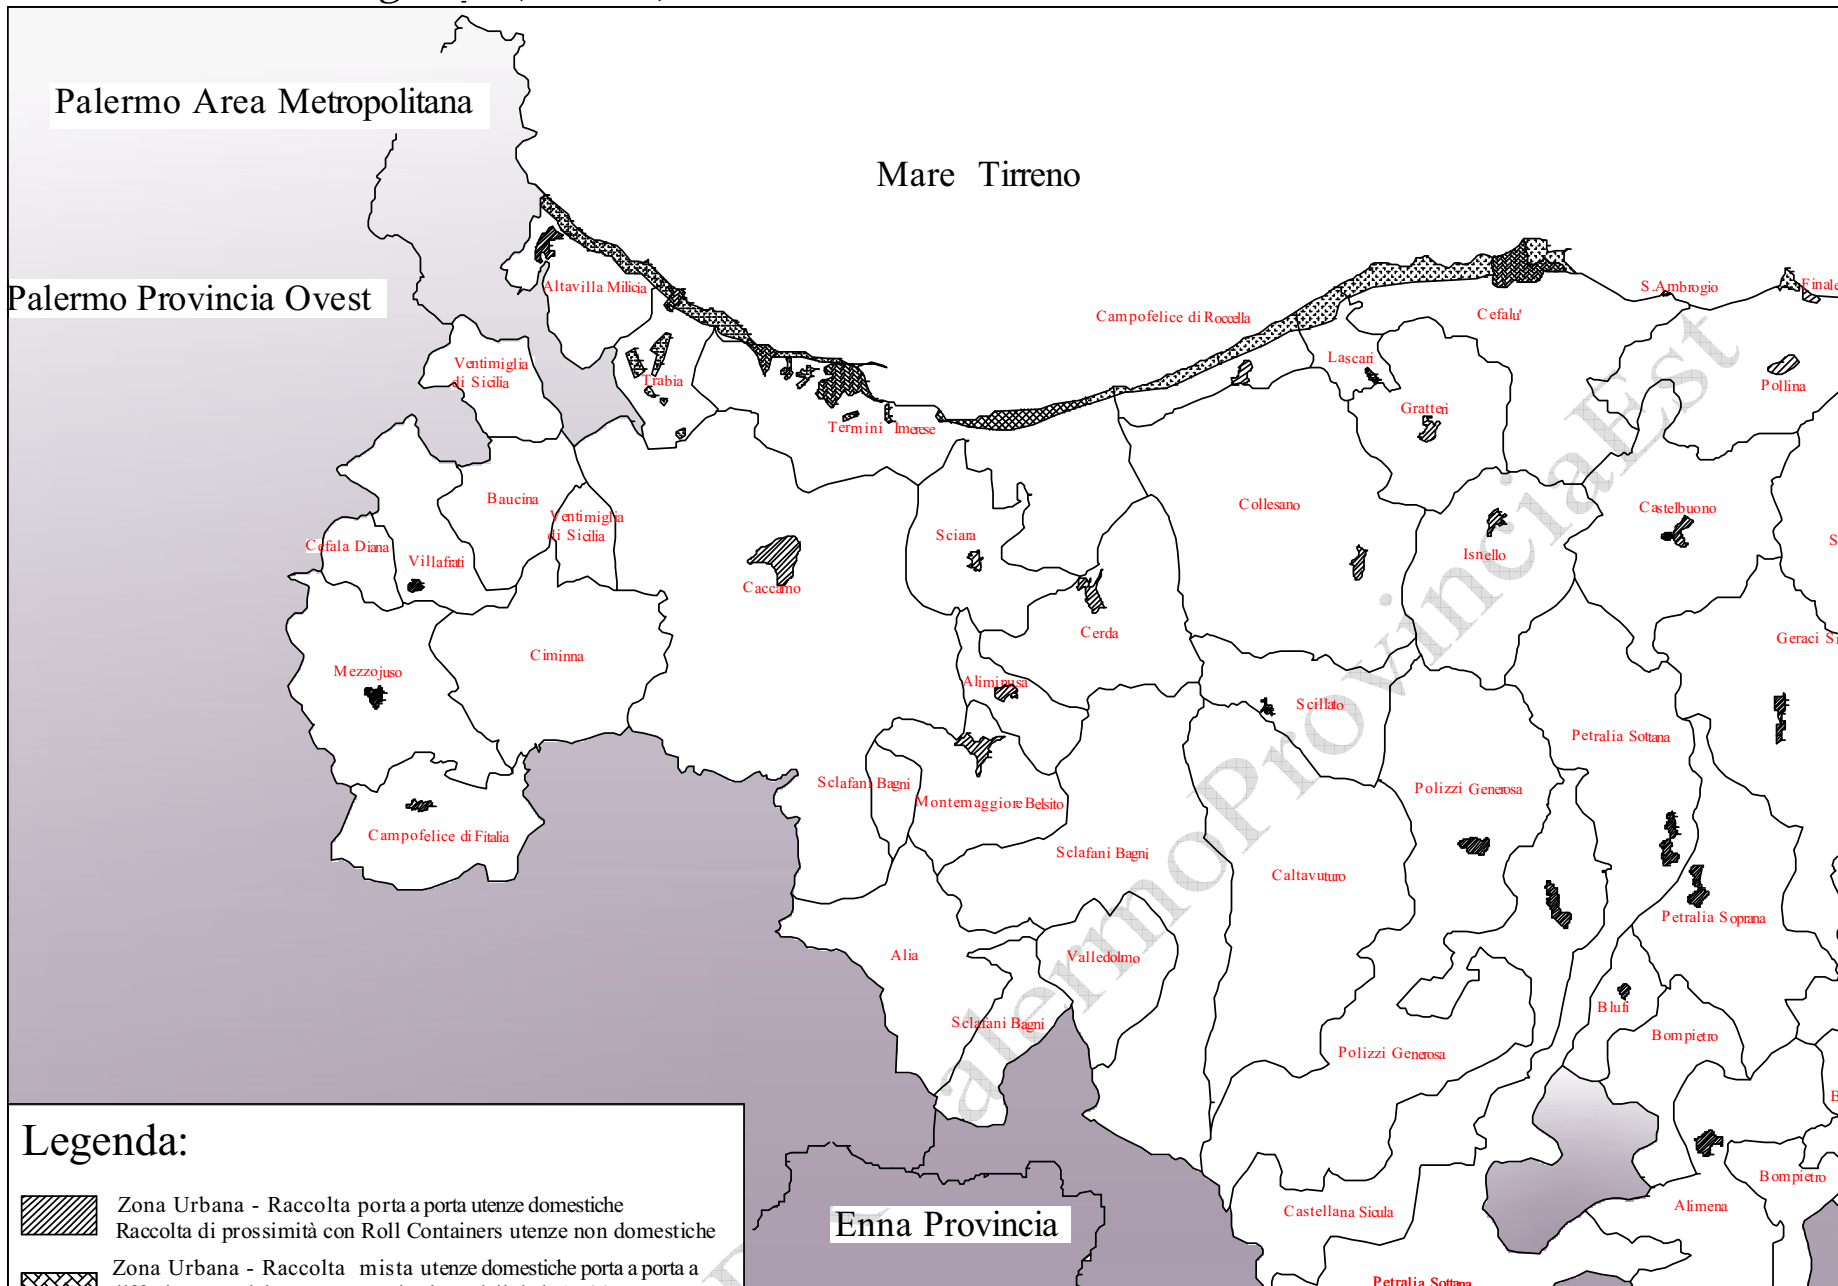 Palermo Area Metropolitana
Mare Tirreno
Palermo Provincia Ovest
Altavilla Milicia
S.Ambrogio
Finale
Campofelice di Roccella
Cefalu'
Ventimiglia
di Sicilia
Lascari
Trabia
Pollina
Gratteri
Termini Imerese
Baucina
Collesano
Castelbuono
Ventimiglia
di Sicilia
Sciara
Cefala Diana
Villafrati
Isnello
S
Caccamo
Cerda
Geraci Si
Ciminna
Mezzojuso
Aliminusa
Scillato
Petralia Sottana
Sclafani Bagni
Polizzi Generosa
Montemaggiore Belsito
Campofelice di Fitalia
Sclafani Bagni
Caltavuturo
Petralia Soprana
Alia
Valledolmo
Blufi
Sclafani Bagni
Bompietro
Polizzi Generosa
B
Bompietro
Castellana Sicula
Alimena
Petralia Sottana
Enna Provincia
alermoProvinciaEst
Legenda:
Zona Urbana - Raccolta porta a porta utenze domestiche
Raccolta di prossimità con Roll Containers utenze non domestiche
Zona Urbana - Raccolta mista utenze domestiche porta a porta a